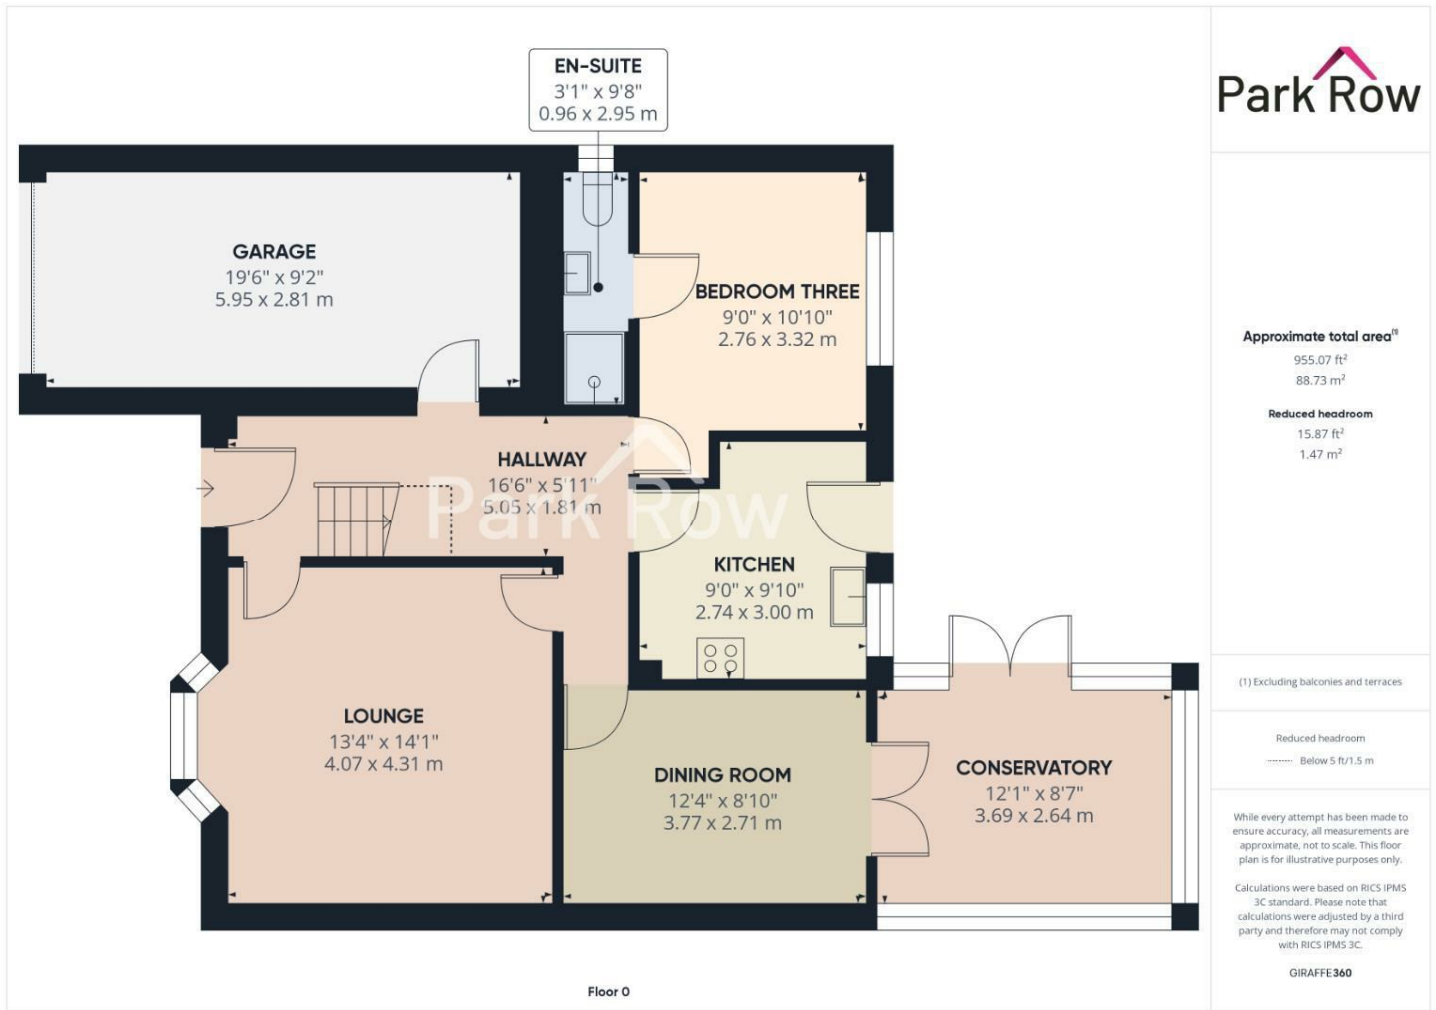 EN-SUITE
3'1" x 9'8"
0.96 x 2.95 m
GARAGE
19'6" x 9'2"
5.95 x 2.81 m
BEDROOM THREE
9'0" x 10'10"
2.76 x 3.32 m
HALLWAY
16'6" x 5'11"
5.05 x 1.81 m
Park Row
KITCHEN
9'0" x 9'10"
2.74 x 3.00 m
LOUNGE
13'4" x 14'1"
4.07 x 4.31 m
DINING ROOM
12'4" x 8'10"
3.77 x 2.71 m
CONSERVATORY
12'1" x 8'7"
3.69 x 2.64 m
Floor 0
Park Row
Approximate total area(1)
955.07 ft²
88.73 m²
Reduced headroom
15.87 ft²
1.47 m²
(1) Excluding balconies and terraces
Reduced headroom
Below 5 ft/1.5 m
While every attempt has been made to
ensure accuracy, all measurements are
approximate, not to scale. This floor
plan is for illustrative purposes only.
Calculations were based on RICS IPMS
3C standard. Please note that
calculations were adjusted by a third
party and therefore may not comply
with RICS IPMS 3C.
GIRAFFE360